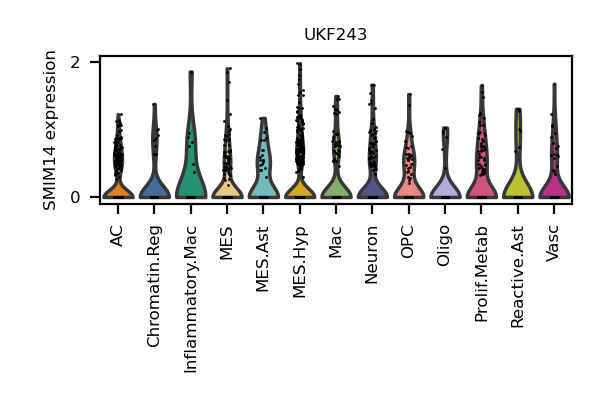 UKF243
SMIM14 expression
2
0
AC
Chromatin.Reg
Inflammatory.Mac
MES
MES.Ast
MES.Hyp
Mac
Neuron
OPC
Oligo
Prolif.Metab
Reactive.Ast
Vasc